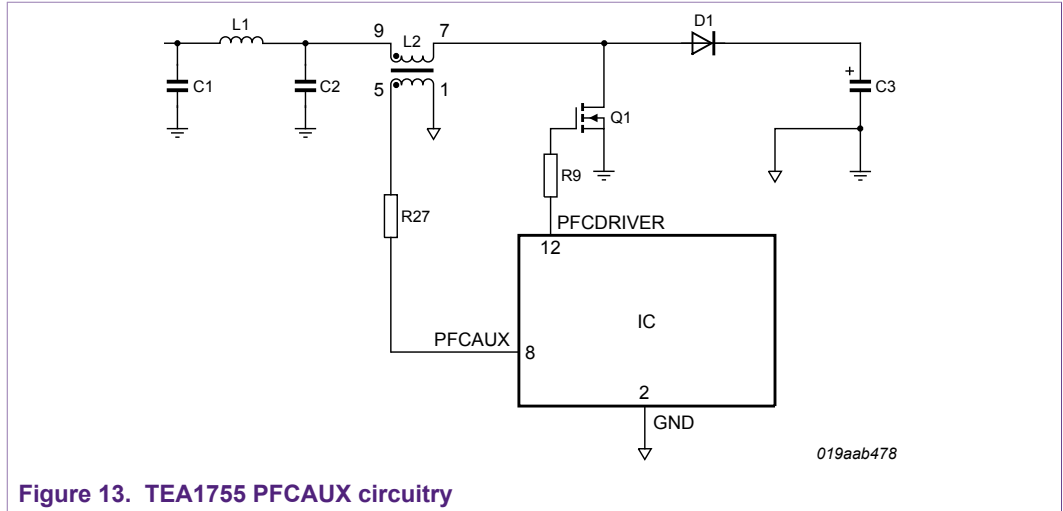 L1
9
L2
7
D1
C1
C2
5
1
+
C3
Q1
R9
R27
PFCDRIVER
12
IC
PFCAUX
8
2
GND
019aab478
Figure 13. TEA1755 PFCAUX circuitry